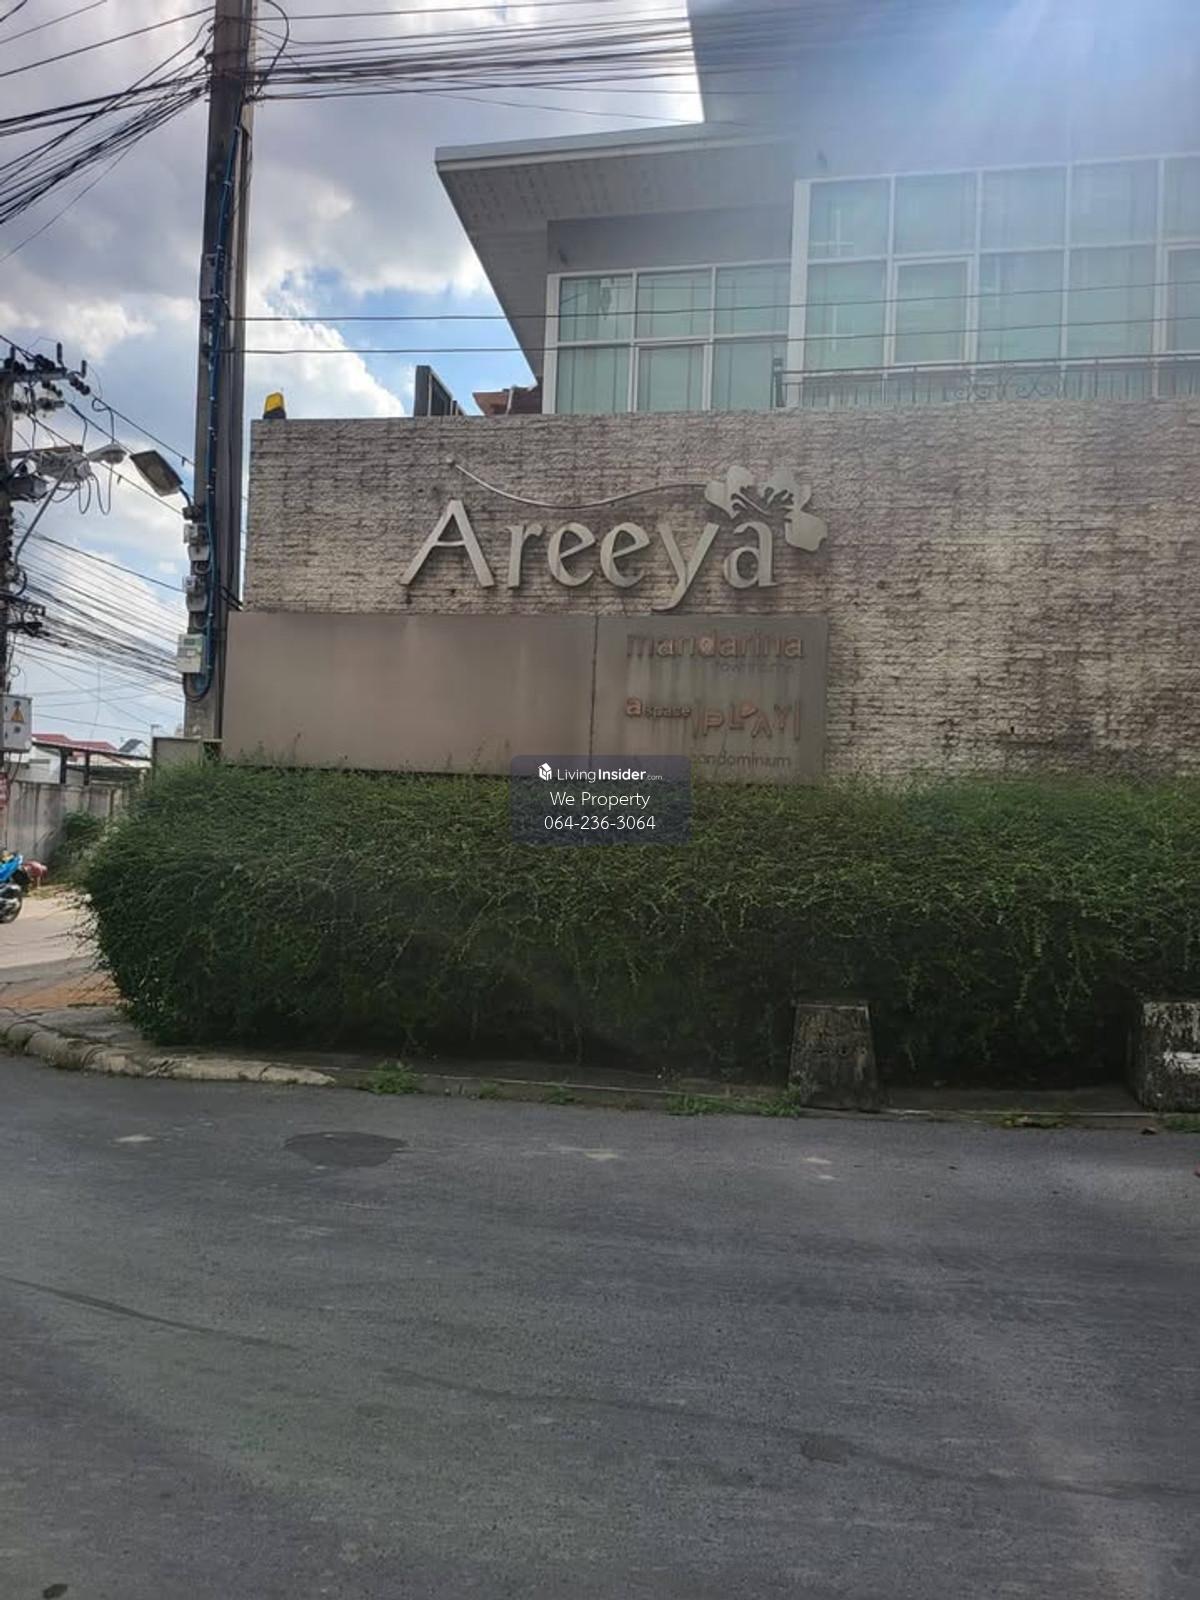 Areeya
mandarina
a space PLAY
condominium
LivingInsider.com
We Property
064-236-3064